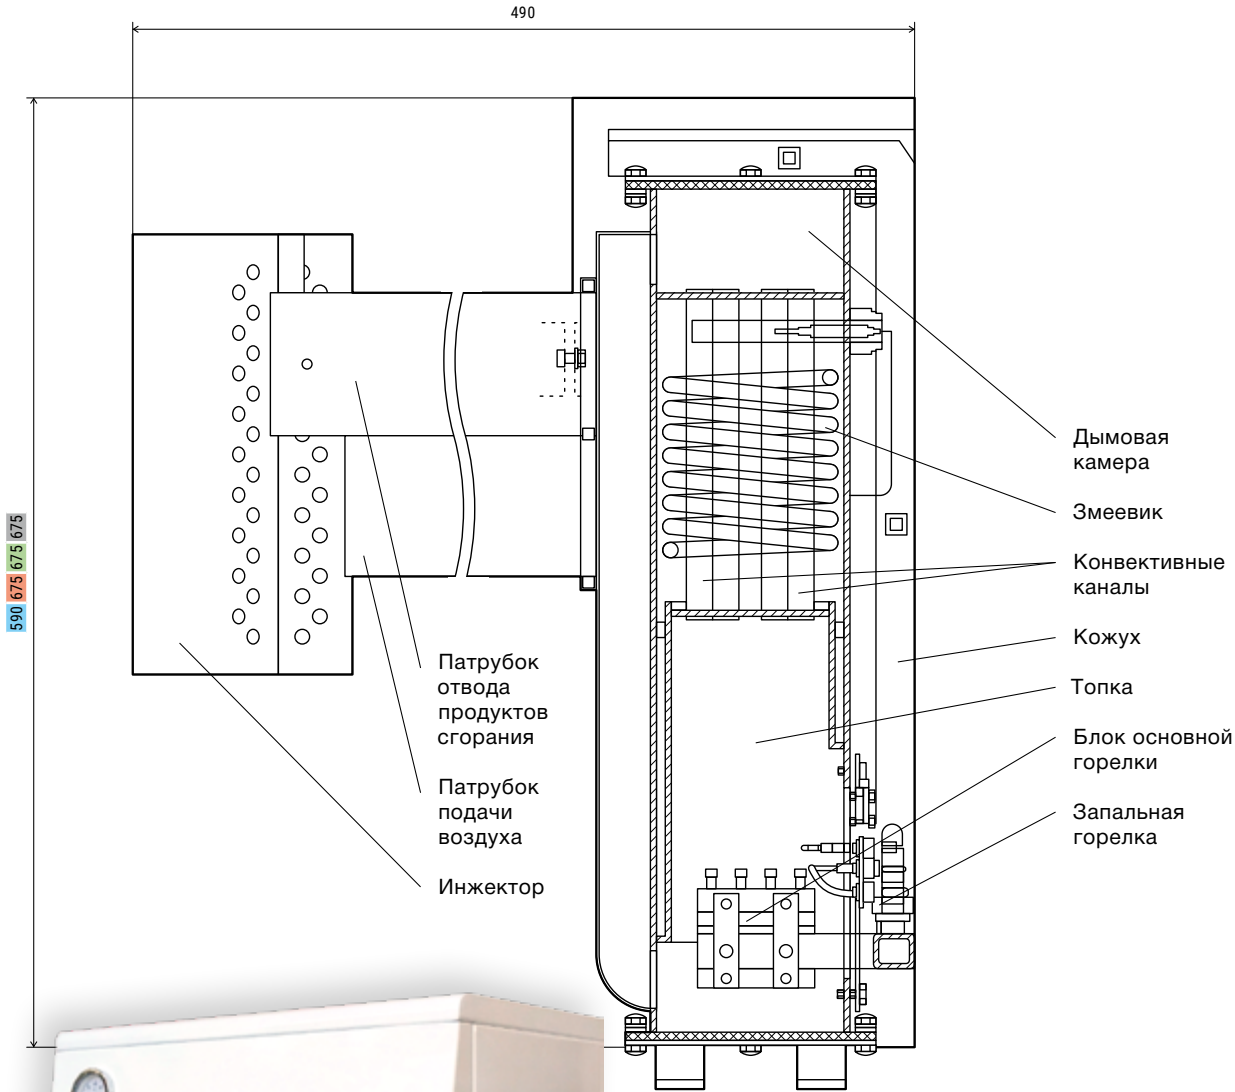 490
590 675 675 675
Дымовая
камера
Змеевик
Конвективные
каналы
Кожух
Топка
Блок основной
горелки
Запальная
горелка
Патрубок
отвода
продуктов
сгорания
Патрубок
подачи
воздуха
Инжектор